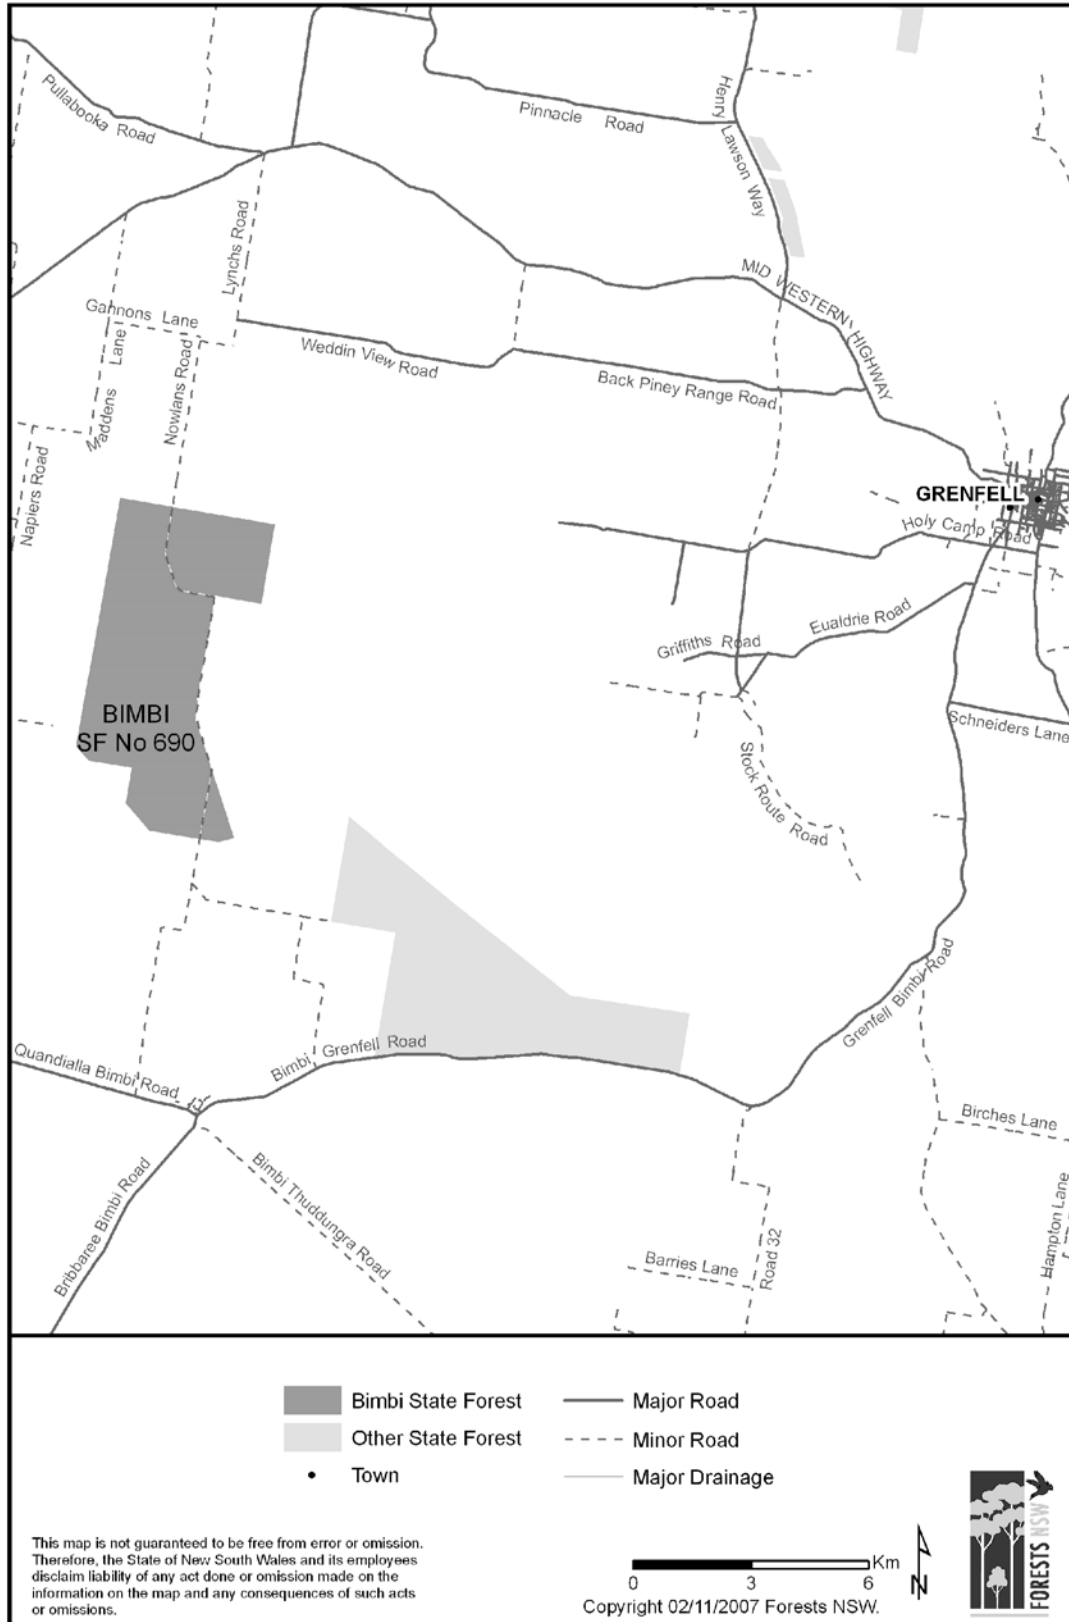 Pullabooka Road
Pinnacle Road
Henry Lawson Way
Lynchs Road
MID WESTERN HIGHWAY
Gannons Lane
Weddin View Road
Back Piney Range Road
Maddens Lane
Nowlans Road
Napiers Road
GRENFELL
Holy Camp Road
Eualdrie Road
Griffiths Road
BIMBI
SF No 690
Schneiders Lane
Stock Route Road
Grenfell Bimbi Road
Bimbi Grenfell Road
Quandialla Bimbi Road
Birches Lane
Bimbi Thuddungra Road
Bribbaree Bimbi Road
Hampton Lane
Road 32
Barries Lane
Bimbi State Forest
Major Road
Other State Forest
Minor Road
Town
Major Drainage
This map is not guaranteed to be free from error or omission.
Therefore, the State of New South Wales and its employees
disclaim liability of any act done or omission made on the
information on the map and any consequences of such acts
or omissions.
Km
0 3 6
N
Copyright 02/11/2007 Forests NSW.
FORESTS NSW